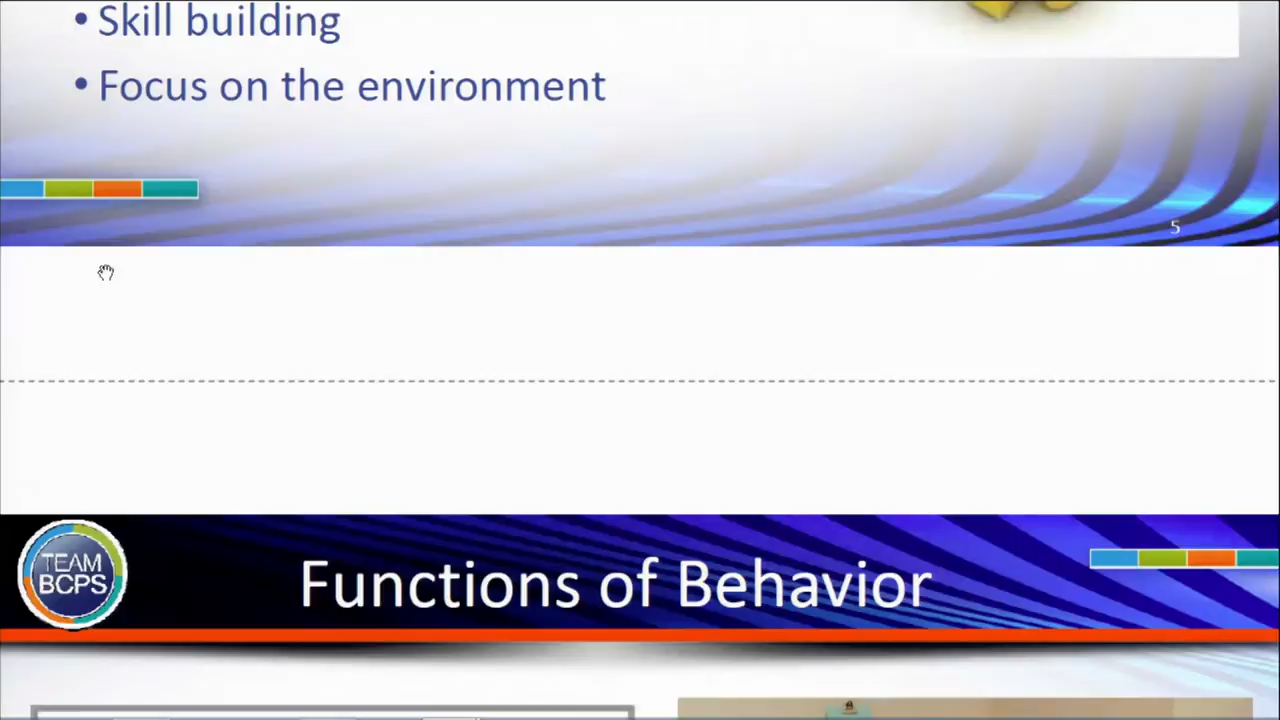 • Skill building
• Focus on the environment
5
TEAM
BCPS
Functions of Behavior